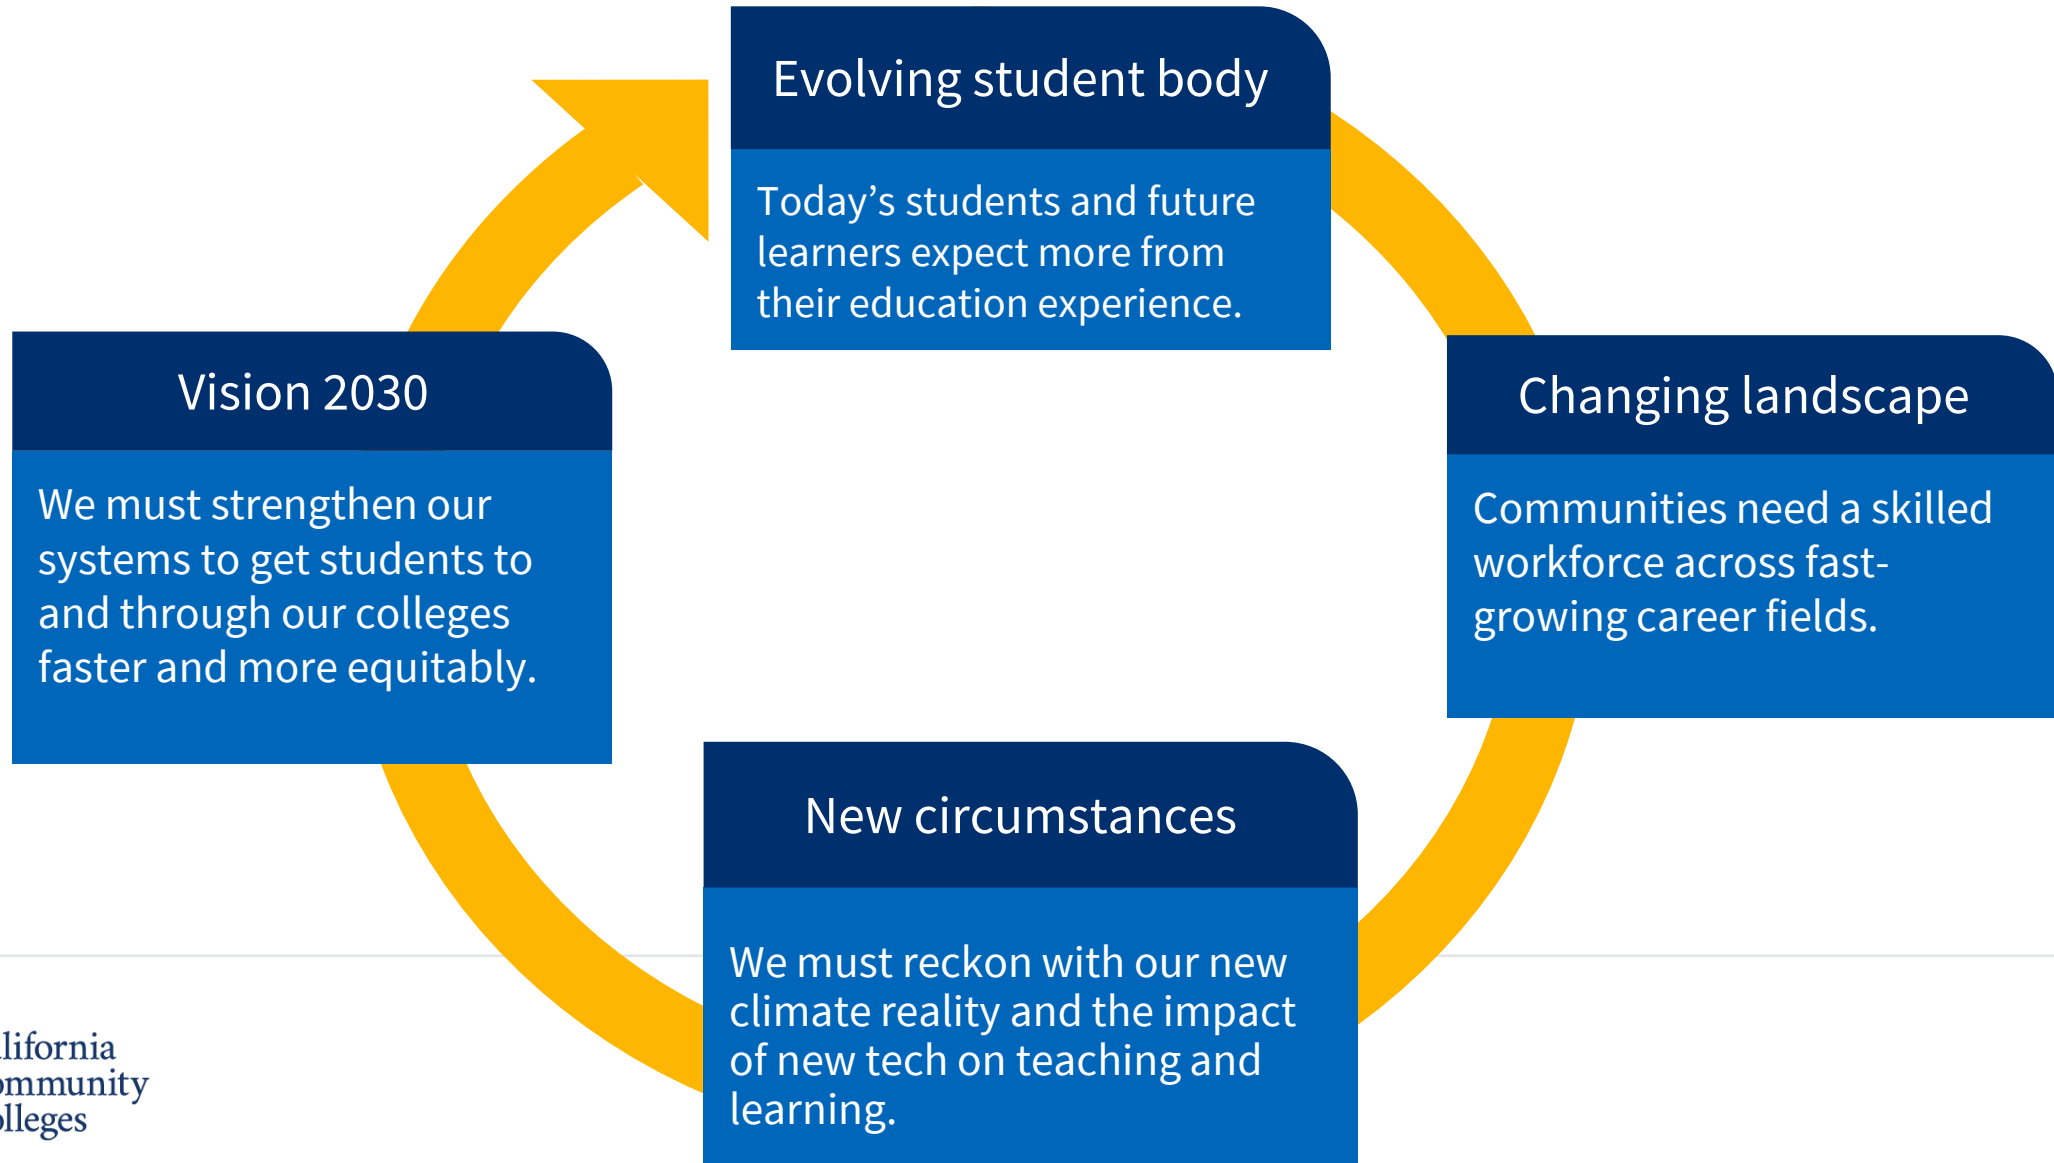 Evolving student body
Today’s students and future
learners expect more from
their education experience.
Changing landscape
Communities need a skilled
workforce across fast-
growing career fields.
New circumstances
We must reckon with our new
climate reality and the impact
of new tech on teaching and
learning.
Vision 2030
We must strengthen our
systems to get students to
and through our colleges
faster and more equitably.
lifornia
ommunity
olleges